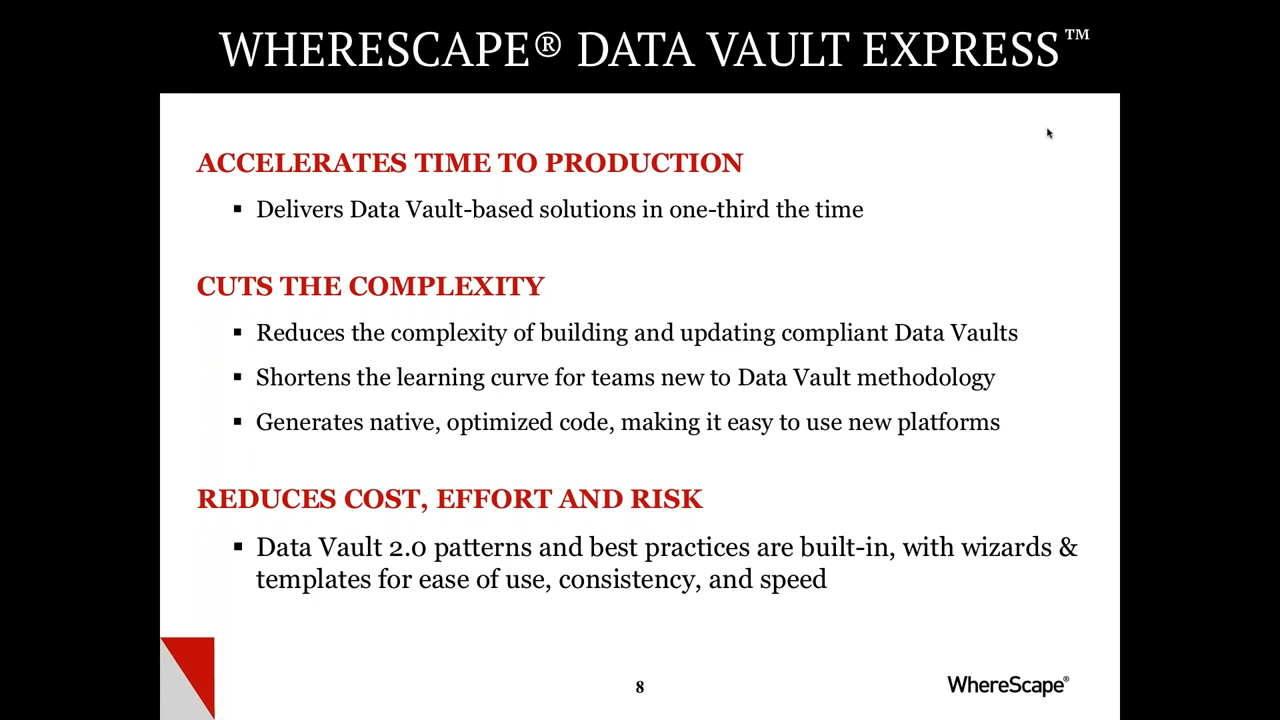 WHERESCAPE® DATA VAULT EXPRESS™
ACCELERATES TIME TO PRODUCTION
▪ Delivers Data Vault-based solutions in one-third the time
CUTS THE COMPLEXITY
▪ Reduces the complexity of building and updating compliant Data Vaults
▪ Shortens the learning curve for teams new to Data Vault methodology
▪ Generates native, optimized code, making it easy to use new platforms
REDUCES COST, EFFORT AND RISK
▪ Data Vault 2.0 patterns and best practices are built-in, with wizards &
templates for ease of use, consistency, and speed
8
WhereScape®